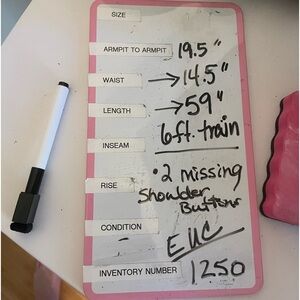 SIZE
ARMPIT TO ARMPIT 19.5"
WAIST →14.5"
LENGTH →59"
6ft. train
INSEAM
RISE • 2 missing
Shoulder
Buttons
CONDITION EUC
INVENTORY NUMBER 1250